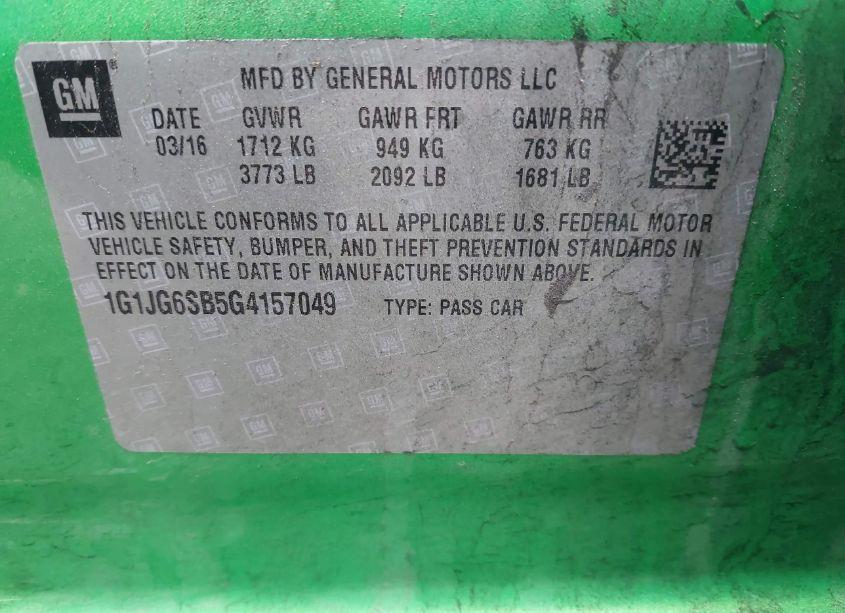 GM
MFD BY GENERAL MOTORS LLC
DATE GVWR GAWR FRT GAWR RR
03/16 1712 KG 949 KG 763 KG
3773 LB 2092 LB 1681 LB
THIS VEHICLE CONFORMS TO ALL APPLICABLE U.S. FEDERAL MOTOR
VEHICLE SAFETY, BUMPER, AND THEFT PREVENTION STANDARDS IN
EFFECT ON THE DATE OF MANUFACTURE SHOWN ABOVE.
1G1JG6SB5G4157049 TYPE: PASS CAR